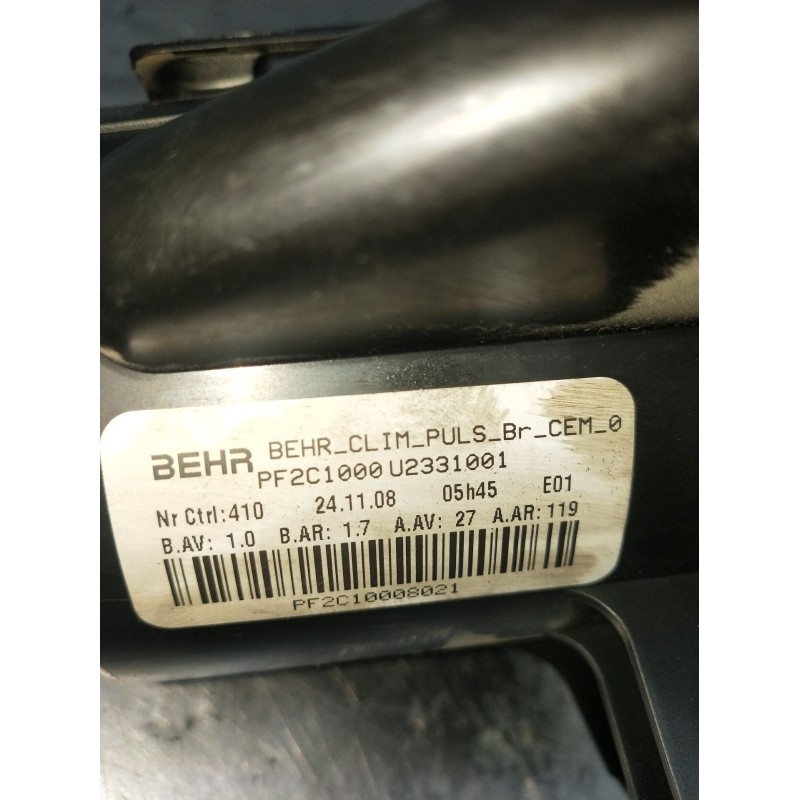 BEHR BEHR_CLIM_PULS_Br_CEM_0
PF2C1000 U2331001
Nr Ctrl:410 24.11.08 05h45 E01
B.AV: 1.0 B.AR: 1.7 A.AV: 27 A.AR: 119
PF2C10008021